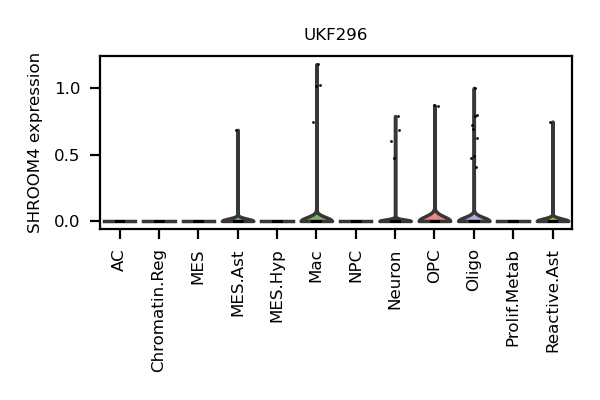 UKF296
SHROOM4 expression
1.0
0.5
0.0
AC
Chromatin.Reg
MES
MES.Ast
MES.Hyp
Mac
NPC
Neuron
OPC
Oligo
Prolif.Metab
Reactive.Ast